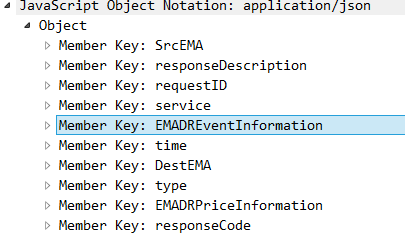 JavaScript Object Notation: application/json
Object
Member Key: SrcEMA
Member Key: responseDescription
Member Key: requestID
Member Key: service
Member Key: EMADREventInformation
Member Key: time
Member Key: DestEMA
Member Key: type
Member Key: EMADRPriceInformation
Member Key: responseCode